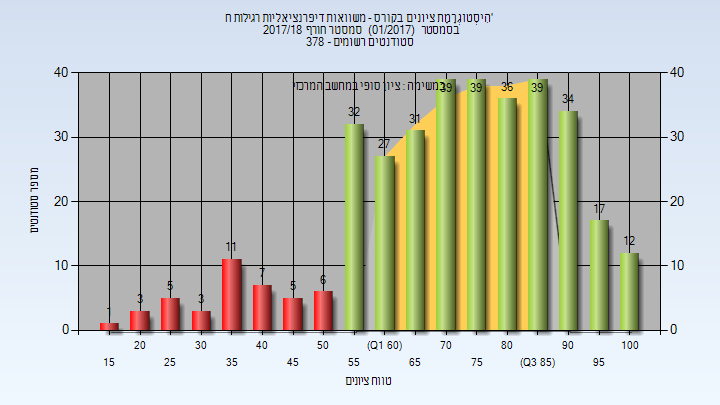 היסטוגרמת ציונים בקורס - משוואות דיפרנציאליות רגילות ח'
בסמסטר (01/2017) סמסטר חורף 2017/18
סטודנטים רשומים - 378
במשימה : ציון סופי במחשב המרכזי
40 40
30 30
20 20
10 10
0 0
1 3 5 3 11 7 5 6 32 27 31 39 39 36 39 34 17 12
מספר סטודנטים
20 30 40 50 (Q1 60) 70 80 90 100
15 25 35 45 55 65 75 (Q3 85) 95
טווח ציונים